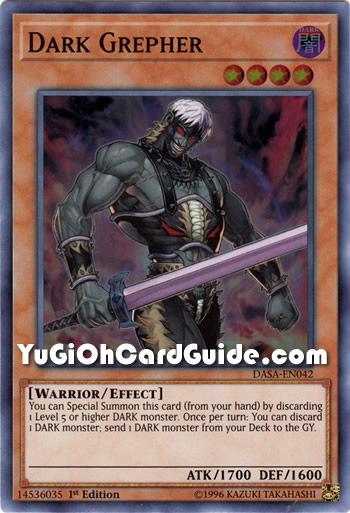 DARK GREPHER
DARK
闇
YuGiOhCardGuide.com
DASA-EN042
[WARRIOR/EFFECT]
You can Special Summon this card (from your hand) by discarding
1 Level 5 or higher DARK monster. Once per turn: You can discard
1 DARK monster; send 1 DARK monster from your Deck to the GY.
ATK/1700 DEF/1600
14536035 1st Edition ©1996 KAZUKI TAKAHASHI